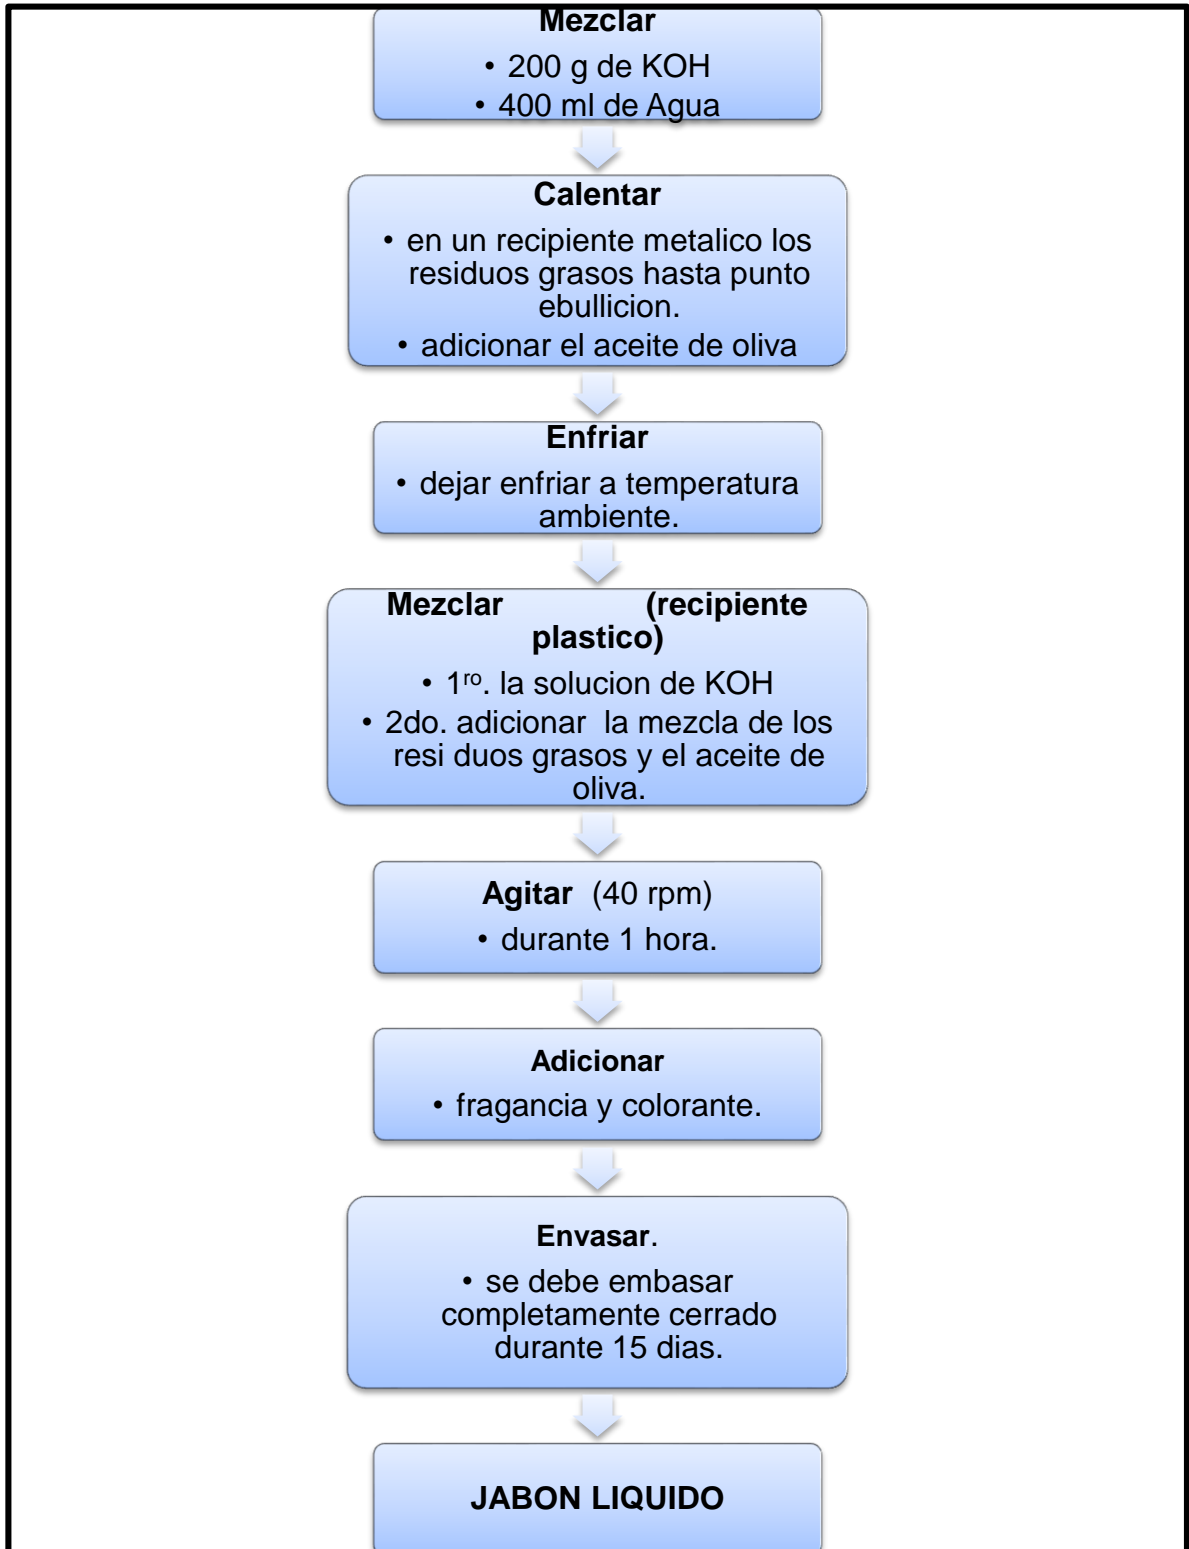 Mezclar
• 200 g de KOH
• 400 ml de Agua
Calentar
• en un recipiente metalico los
residuos grasos hasta punto
ebullicion.
• adicionar el aceite de oliva
Enfriar
• dejar enfriar a temperatura
ambiente.
Mezclar (recipiente
plastico)
• 1ro. la solucion de KOH
• 2do. adicionar la mezcla de los
resi duos grasos y el aceite de
oliva.
Agitar (40 rpm)
• durante 1 hora.
Adicionar
• fragancia y colorante.
Envasar.
• se debe embasar
completamente cerrado
durante 15 dias.
JABON LIQUIDO